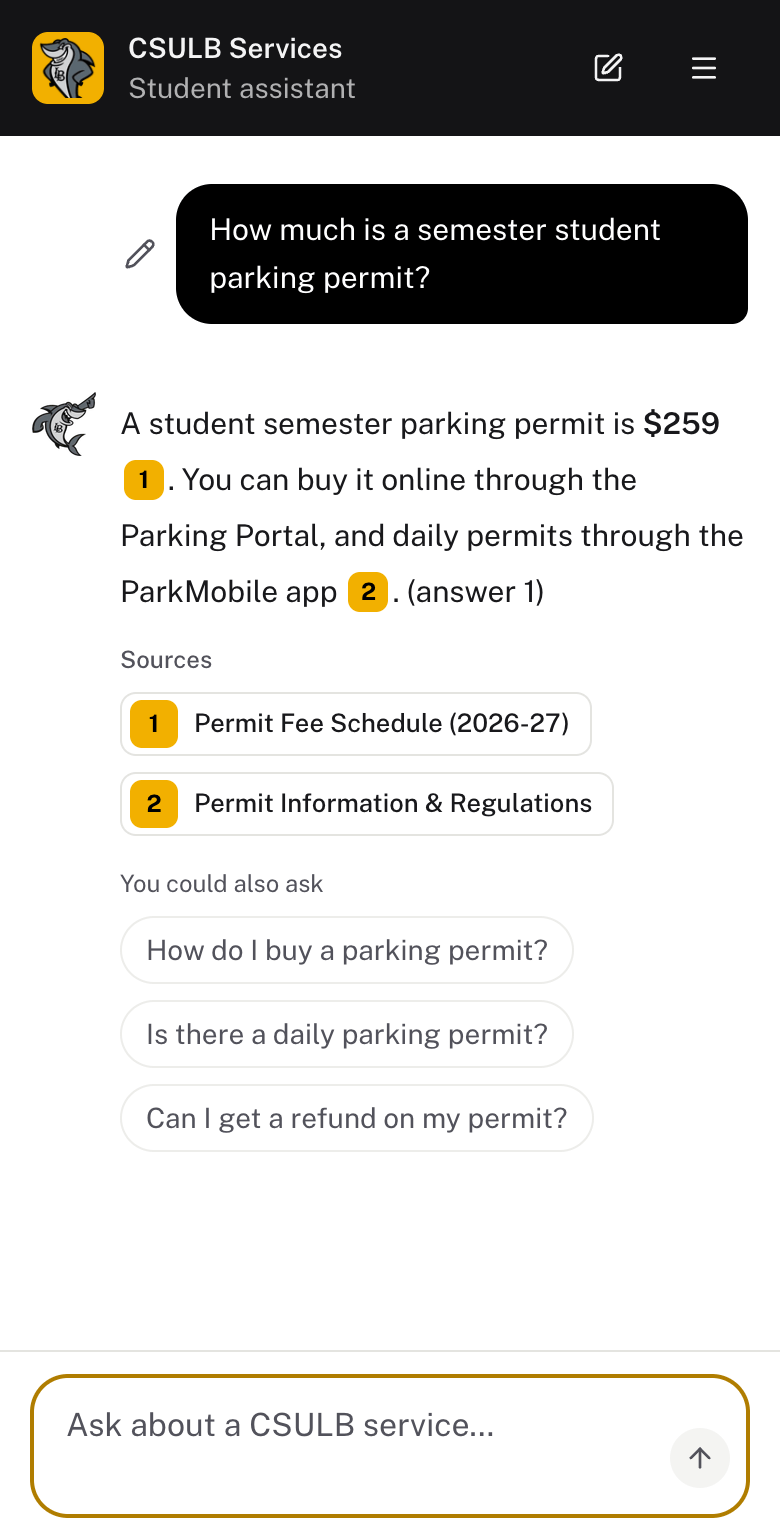 CSULB Services
Student assistant
How much is a semester student
parking permit?
A student semester parking permit is $259
1 . You can buy it online through the
Parking Portal, and daily permits through the
ParkMobile app 2 . (answer 1)
Sources
1 Permit Fee Schedule (2026-27)
2 Permit Information & Regulations
You could also ask
How do I buy a parking permit?
Is there a daily parking permit?
Can I get a refund on my permit?
Ask about a CSULB service...